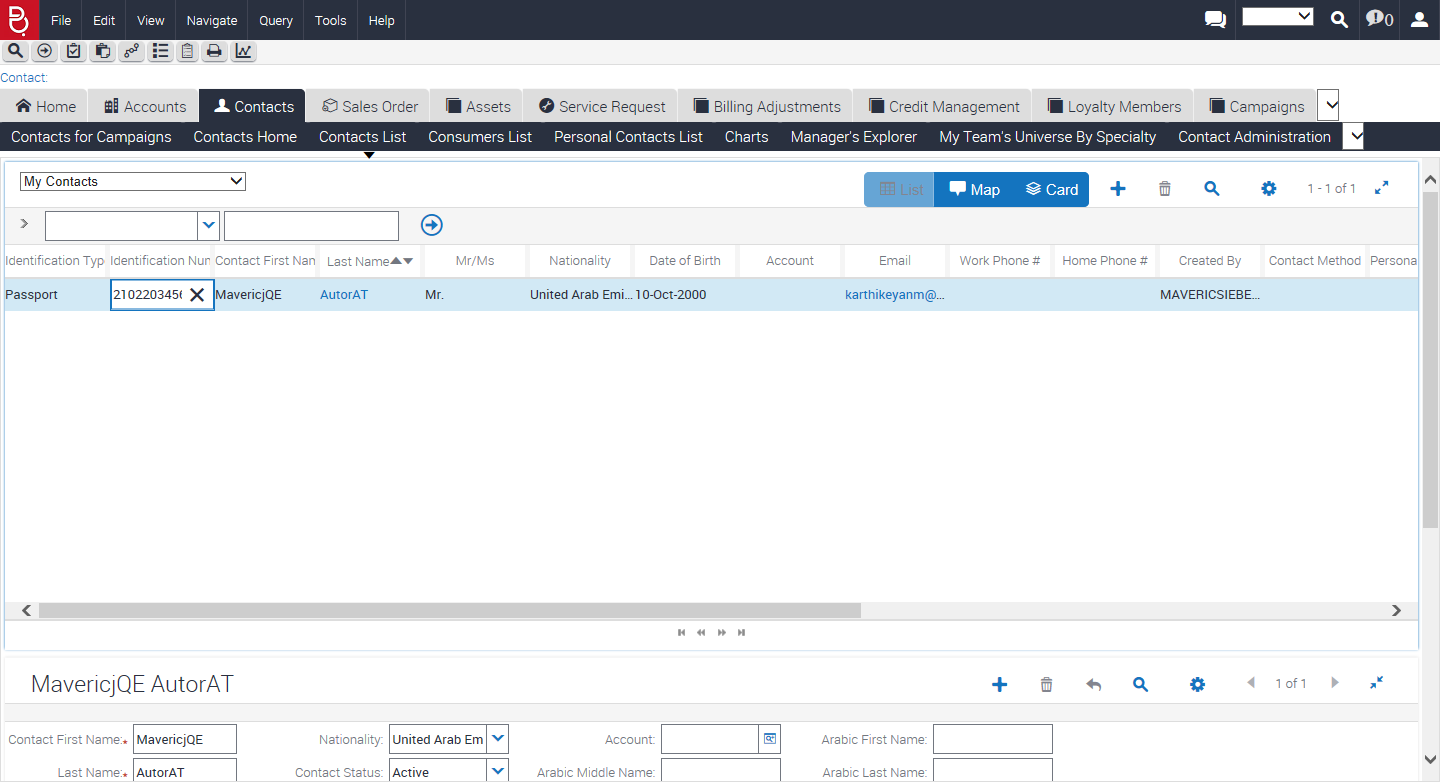 File Edit View Navigate Query Tools Help 0
Contact:
Home Accounts Contacts Sales Order Assets Service Request Billing Adjustments Credit Management Loyalty Members Campaigns
Contacts for Campaigns Contacts Home Contacts List Consumers List Personal Contacts List Charts Manager's Explorer My Team's Universe By Specialty Contact Administration
My Contacts List Map Card 1 - 1 of 1
Identification Typ Identification Nun Contact First Nan Last Name Mr/Ms Nationality Date of Birth Account Email Work Phone # Home Phone # Created By Contact Method Persona
Passport 210220345 MavericjQE AutorAT Mr. United Arab Emi... 10-Oct-2000 karthikeyanm@... MAVERICSIEBE...
MavericjQE AutorAT 1 of 1
Contact First Name:* MavericjQE Nationality: United Arab Em Account: Arabic First Name:
Last Name:* AutorAT Contact Status: Active Arabic Middle Name: Arabic Last Name: